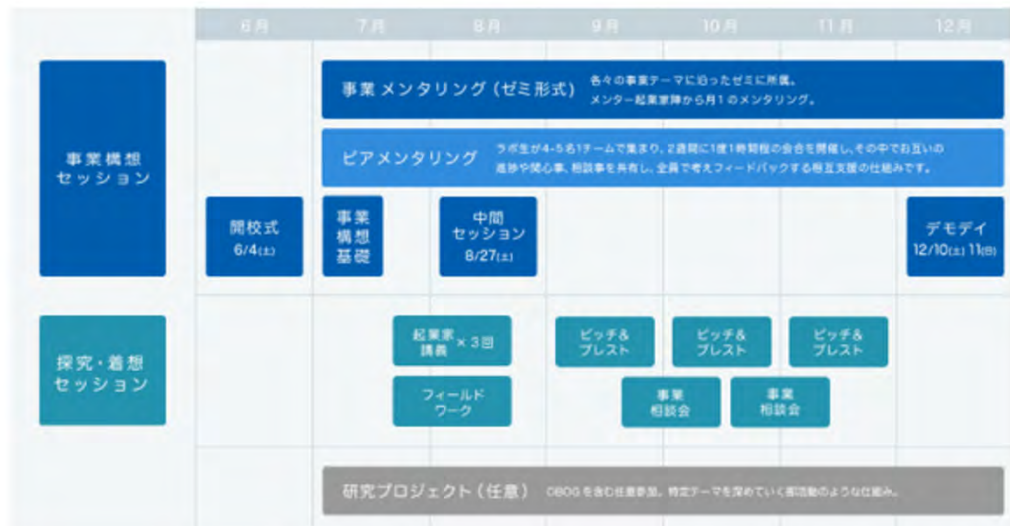 6月 7月 8月 9月 10月 11月 12月
事業構想
セッション
事業 メンタリング（ゼミ形式）
各々の事業テーマに沿ったゼミに所属。
メンター起業家陣から月1のメンタリング。
ピアメンタリング
ラボ生が4-5名1チームで集まり、2週間に1度1時間程の会合を開催し、その中でお互いの
進捗や関心事、相談事を共有し、全員で考えフィードバックする相互支援の仕組みです。
開校式
6/4(土)
事業
構想
基礎
中間
セッション
8/27(土)
デモデイ
12/10(土) 11(日)
探究・着想
セッション
起業家
講義 × 3回
ピッチ&
ブレスト
ピッチ&
ブレスト
ピッチ&
ブレスト
フィールド
ワーク
事業
相談会
事業
相談会
研究プロジェクト（任意）
OBOGを含む任意参加。特定テーマを深めていく部活動のような仕組み。